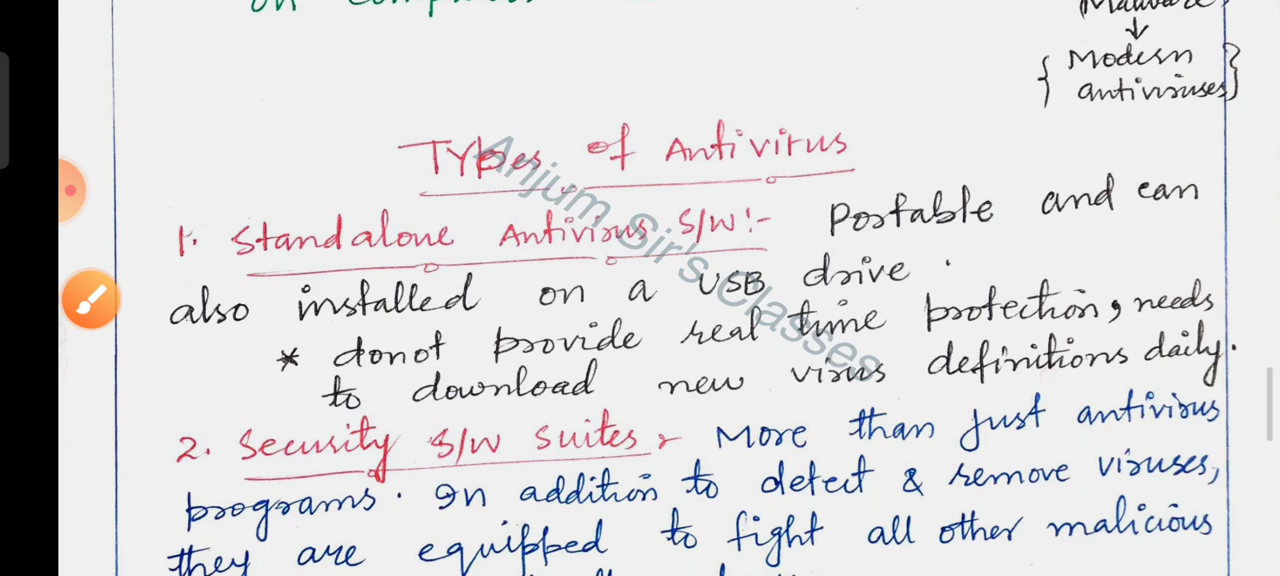 on
Malware
↓
{ Modern
antiviruses }
Types of Antivirus
1. Standalone Antivirus S/W:- Portable and can
also installed on a USB drive.
* donot provide real time protection, needs
to download new virus definitions daily.
2. Security S/W Suites:- More than just antivirus
programs. In addition to detect & remove viruses,
they are equipped to fight all other malicious
Anjum Sir's Classes